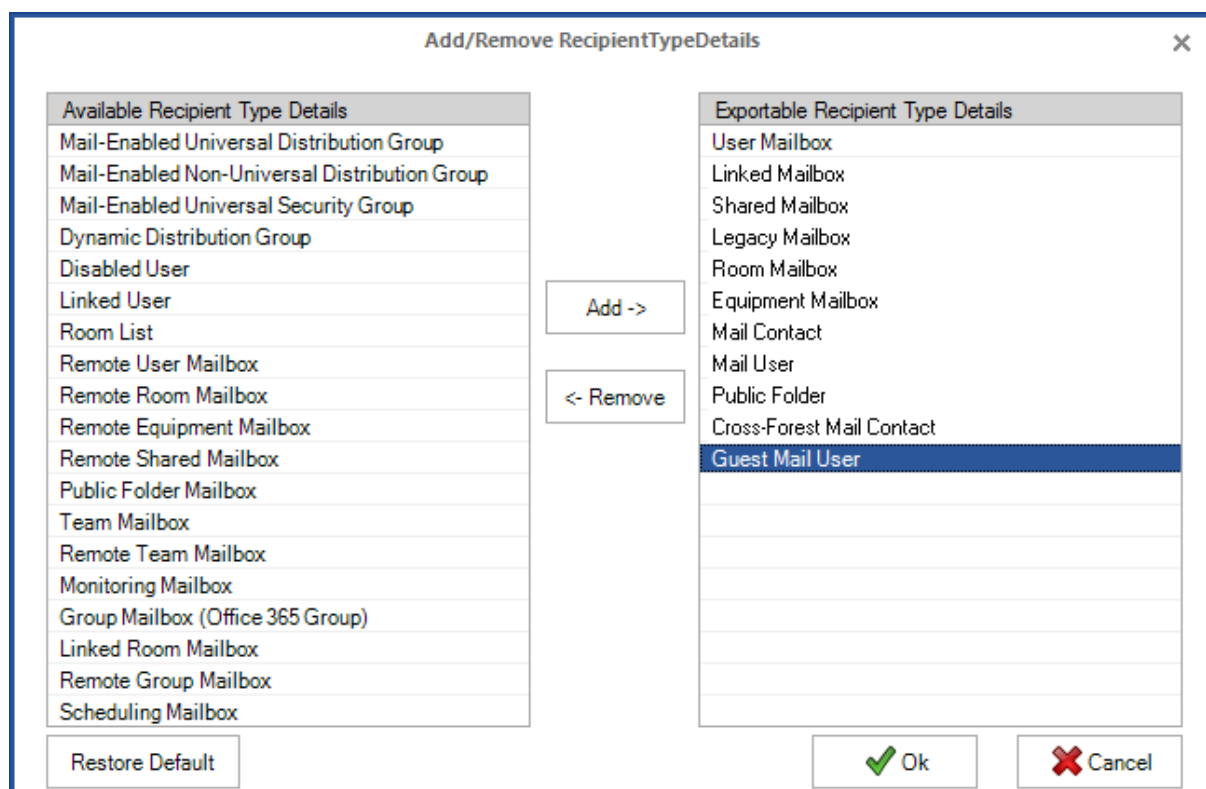 Add/Remove RecipientTypeDetails
Available Recipient Type Details
Mail-Enabled Universal Distribution Group
Mail-Enabled Non-Universal Distribution Group
Mail-Enabled Universal Security Group
Dynamic Distribution Group
Disabled User
Linked User
Room List
Remote User Mailbox
Remote Room Mailbox
Remote Equipment Mailbox
Remote Shared Mailbox
Public Folder Mailbox
Team Mailbox
Remote Team Mailbox
Monitoring Mailbox
Group Mailbox (Office 365 Group)
Linked Room Mailbox
Remote Group Mailbox
Scheduling Mailbox
Add ->
<- Remove
Exportable Recipient Type Details
User Mailbox
Linked Mailbox
Shared Mailbox
Legacy Mailbox
Room Mailbox
Equipment Mailbox
Mail Contact
Mail User
Public Folder
Cross-Forest Mail Contact
Guest Mail User
Restore Default
Ok
Cancel